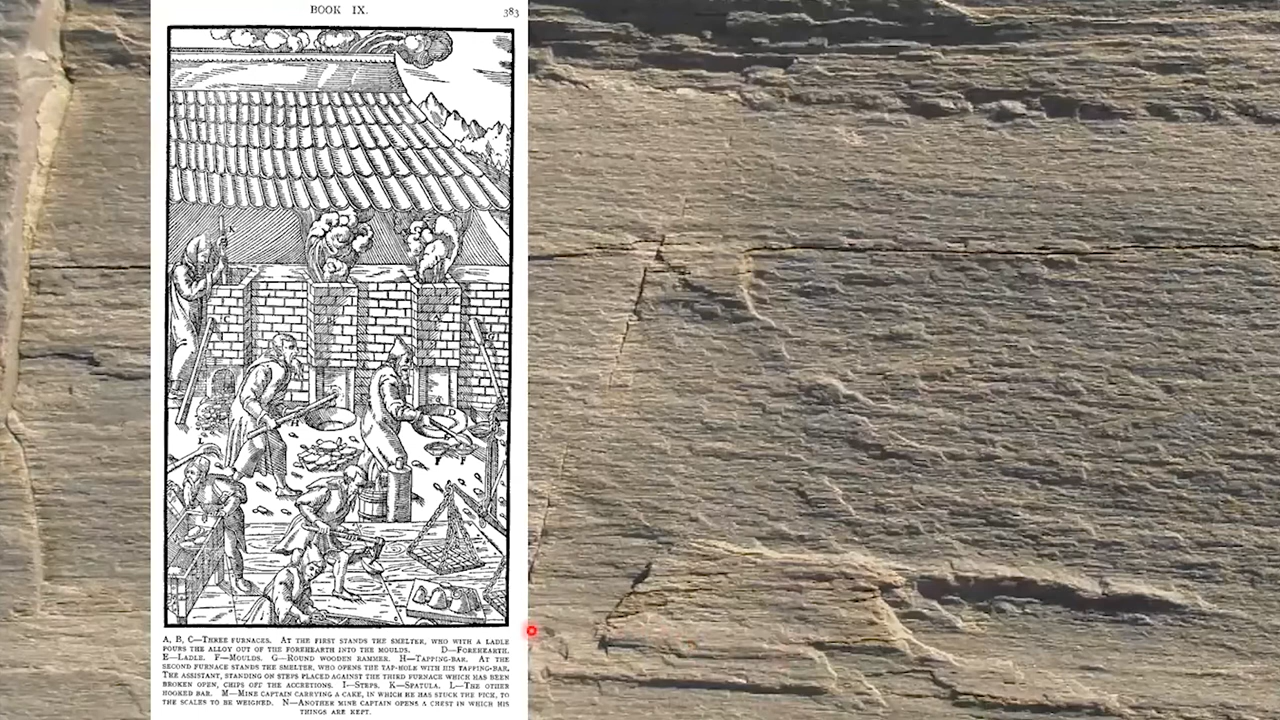 BOOK IX.
383
A, B, C—THREE FURNACES. AT THE FIRST STANDS THE SMELTER, WHO WITH A LADLE
POURS THE ALLOY OUT OF THE FOREHEARTH INTO THE MOULDS. D—FOREHEARTH.
E—LADLE. F—MOULDS. G—ROUND WOODEN RAMMER. H—TAPPING-BAR. AT THE
SECOND FURNACE STANDS THE SMELTER, WHO OPENS THE TAP-HOLE WITH HIS TAPPING-BAR.
THE ASSISTANT, STANDING ON STEPS PLACED AGAINST THE THIRD FURNACE WHICH HAS BEEN
BROKEN OPEN, CHIPS OFF THE ACCRETIONS. I—STEPS. K—SPATULA. L—THE OTHER
HOOKED BAR. M—MINE CAPTAIN CARRYING A CAKE, IN WHICH HE HAS STUCK THE PICK, TO
THE SCALES TO BE WEIGHED. N—ANOTHER MINE CAPTAIN OPENS A CHEST IN WHICH HIS
THINGS ARE KEPT.